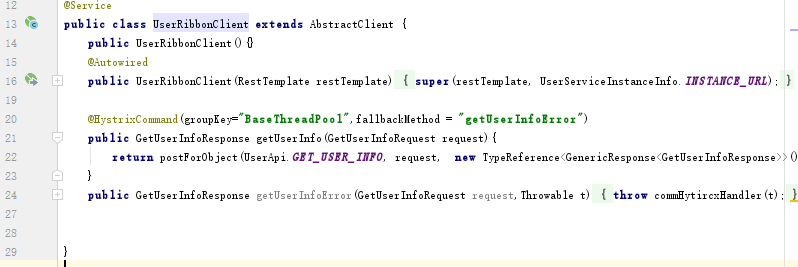 12 @Service
13 public class UserRibbonClient extends AbstractClient {
14 public UserRibbonClient(){}
15 @Autowired
16 public UserRibbonClient(RestTemplate restTemplate) { super(restTemplate, UserServiceInstanceInfo.INSTANCE_URL); }
19
20 @HystrixCommand(groupKey="BaseThreadPool",fallbackMethod = "getUserInfoError")
21 public GetUserInfoResponse getUserInfo(GetUserInfoRequest request){
22 return postForObject(UserApi.GET_USER_INFO, request, new TypeReference<GenericResponse<GetUserInfoResponse>>()
23 }
24 public GetUserInfoResponse getUserInfoError(GetUserInfoRequest request,Throwable t) { throw commHytircxHandler(t); }
27
28
29 }